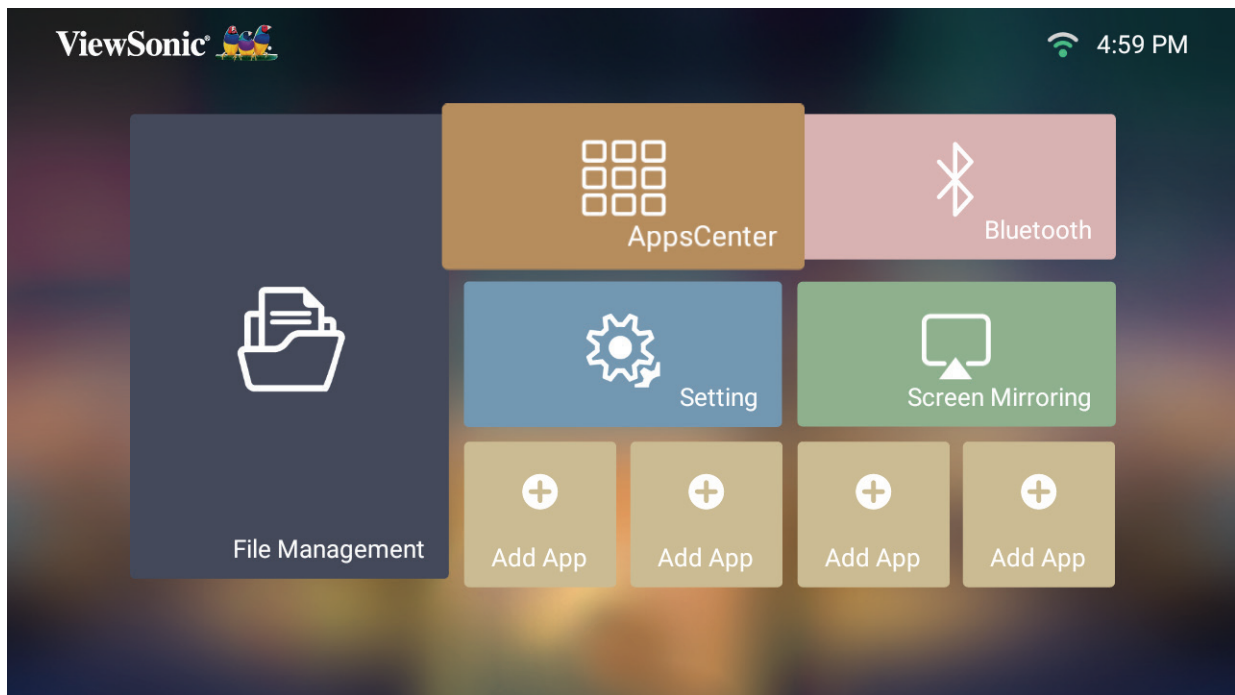 ViewSonic®
4:59 PM
AppsCenter
Bluetooth
Setting
Screen Mirroring
File Management
Add App
Add App
Add App
Add App